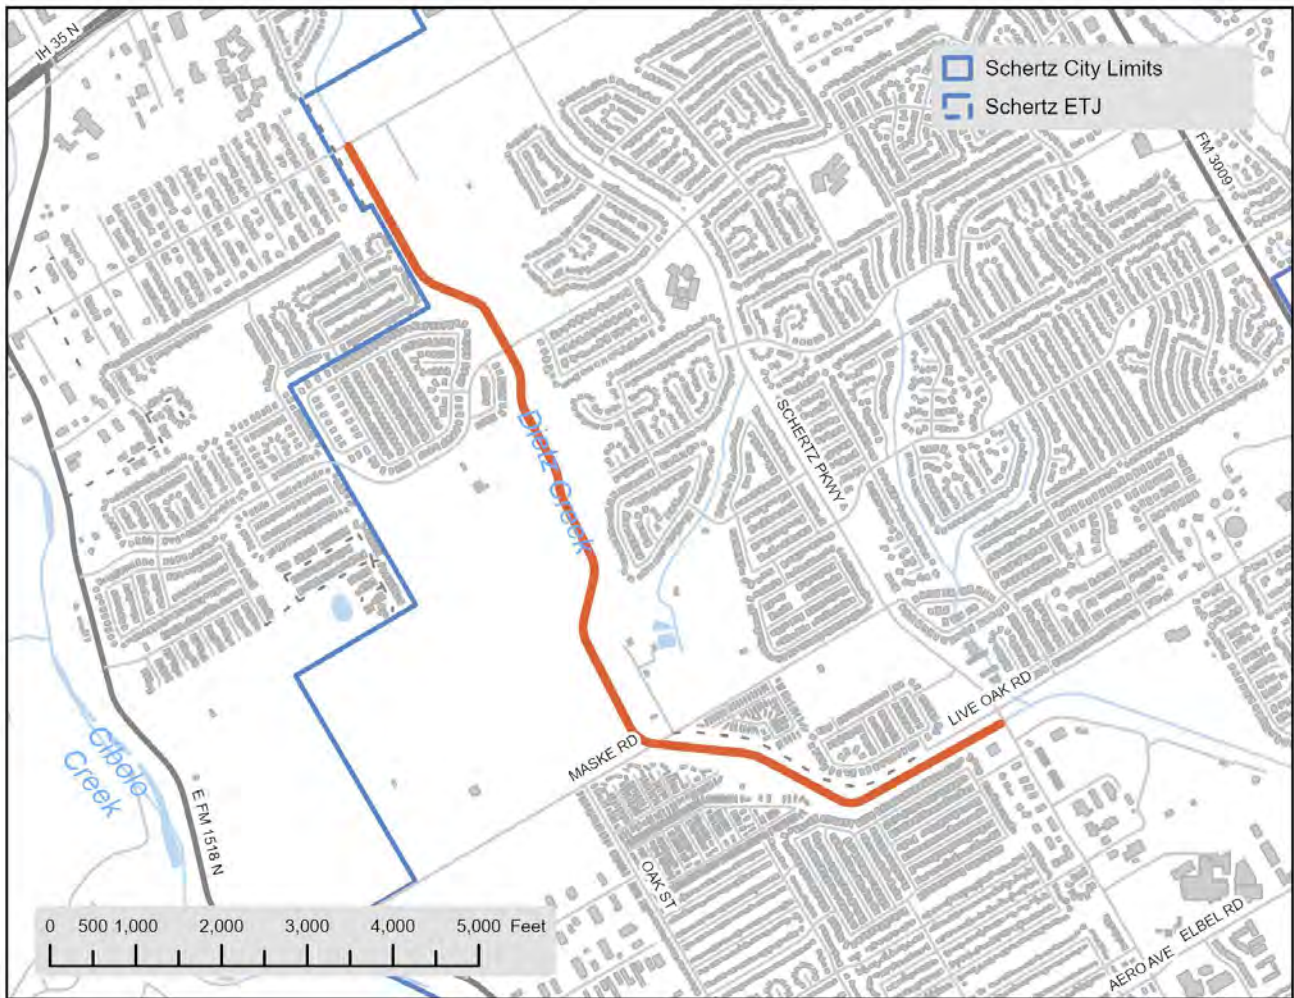 IH 35 N
Schertz City Limits
Schertz ETJ
FM 3009
SCHERTZ PKWY
Dietz Creek
LIVE OAK RD
MASKE RD
Cibolo
Creek
E FM 1518 N
OAK ST
ELBEL RD
AERO AVE
0 500 1,000 2,000 3,000 4,000 5,000 Feet